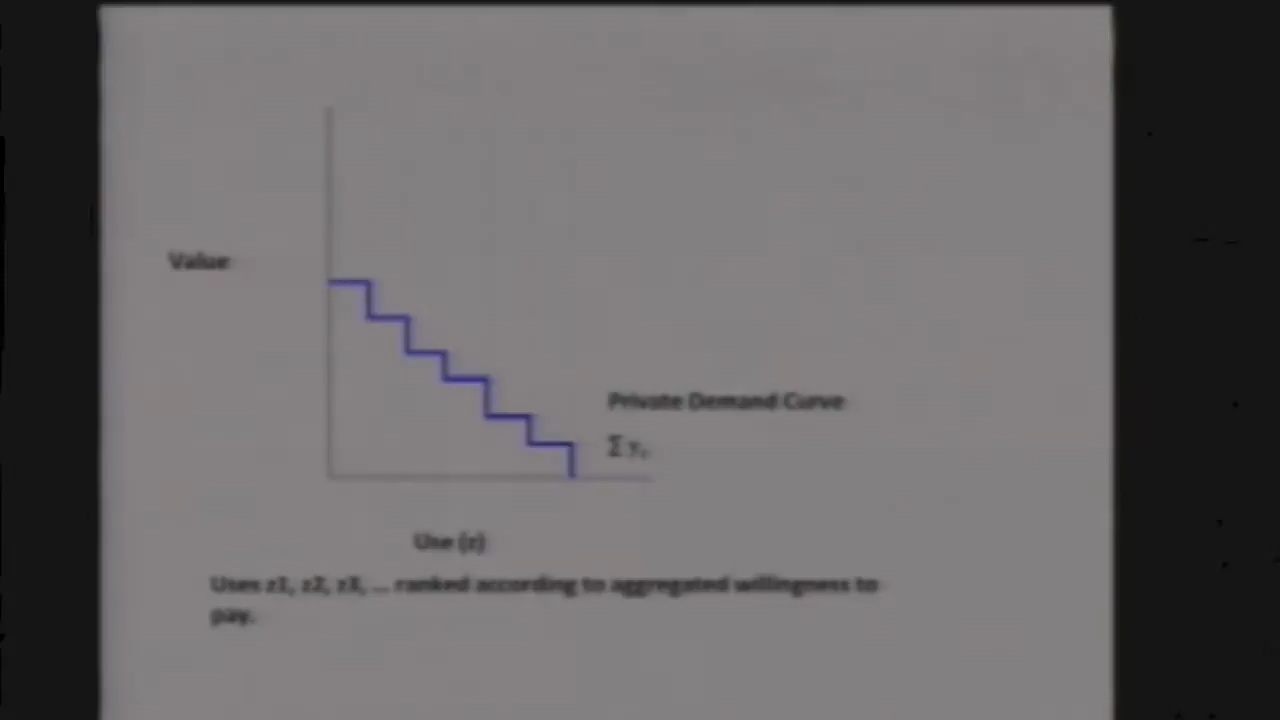 Value
Private Demand Curve
Use (z)
Uses z1, z2, z3, ... ranked according to aggregated willingness to
pay.